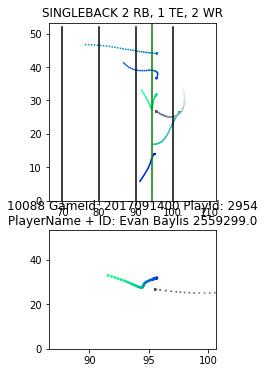 SINGLEBACK 2 RB, 1 TE, 2 WR
50
40
30
20
10
0
70 80 90 100 110
10088 GameId: 2017091400 PlayId: 2954
PlayerName + ID: Evan Baylis 2559299.0
40
20
0
90 95 100